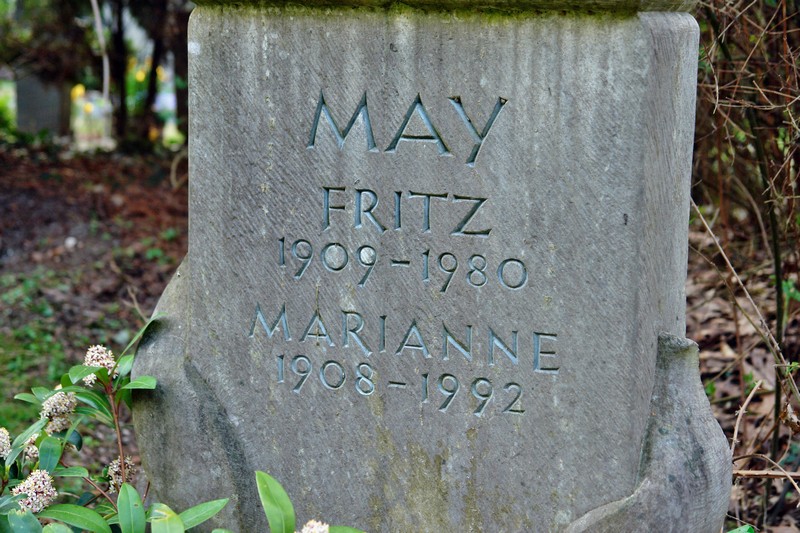 MAY
FRITZ
1909 – 1980
MARIANNE
1908 – 1992